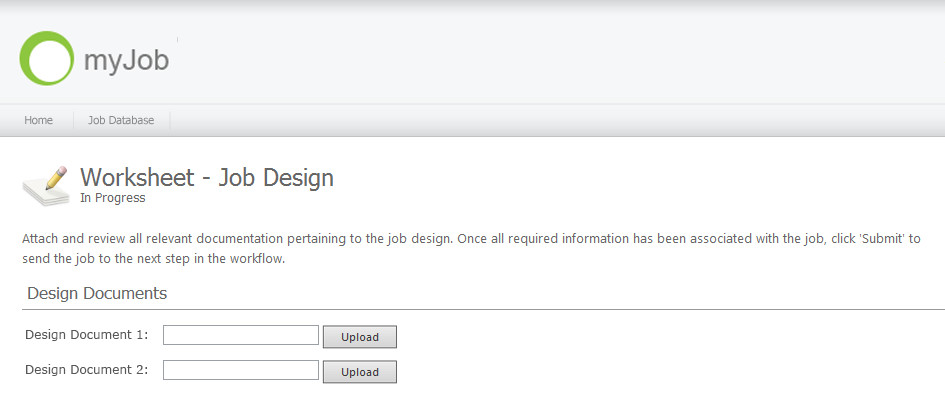 myJob
Home Job Database
Worksheet - Job Design
In Progress
Attach and review all relevant documentation pertaining to the job design. Once all required information has been associated with the job, click 'Submit' to
send the job to the next step in the workflow.
Design Documents
Design Document 1: Upload
Design Document 2: Upload